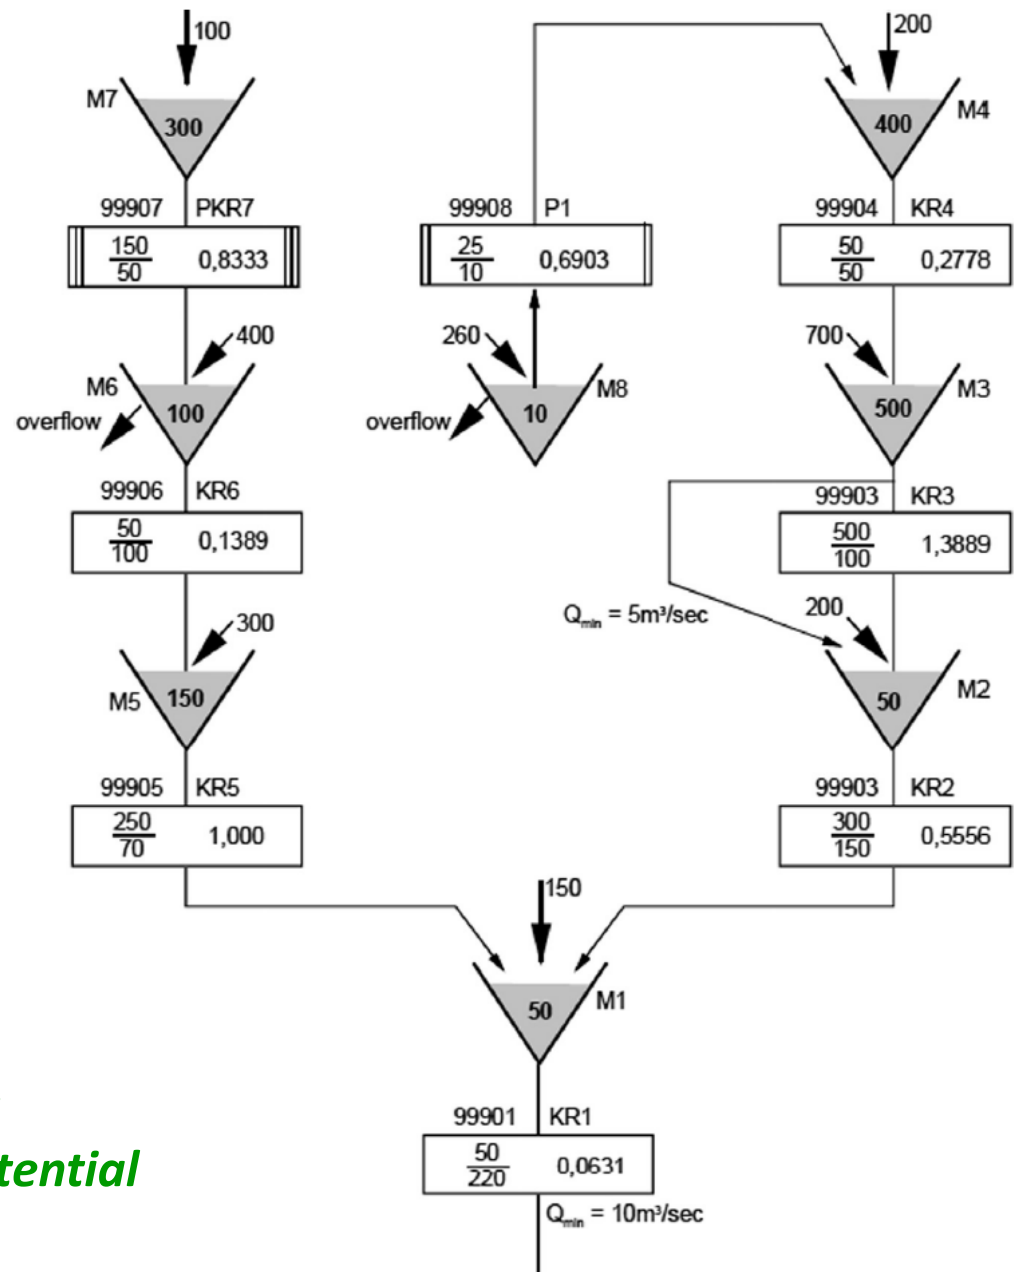 100
M7
300
99907 PKR7
150
50
0,8333
400
M6
100
overflow
99906 KR6
50
100
0,1389
300
M5
150
99905 KR5
250
70
1,000
99908 P1
25
10
0,6903
260
M8
10
overflow
200
M4
400
99904 KR4
50
50
0,2778
700
M3
500
99903 KR3
500
100
1,3889
Qmin = 5m³/sec
200
M2
50
99903 KR2
300
150
0,5556
150
M1
50
99901 KR1
50
220
0,0631
Qmin = 10m³/sec
tential